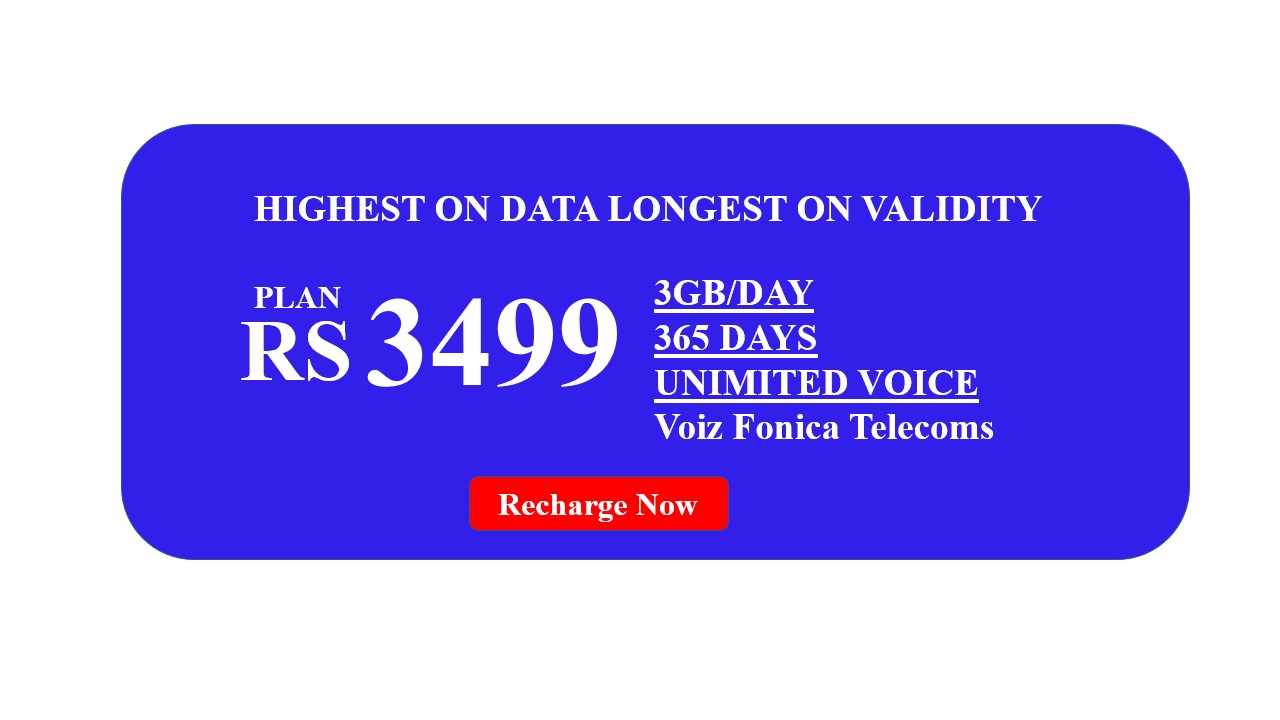 HIGHEST ON DATA LONGEST ON VALIDITY
PLAN
RS 3499
3GB/DAY
365 DAYS
UNIMITED VOICE
Voiz Fonica Telecoms
Recharge Now